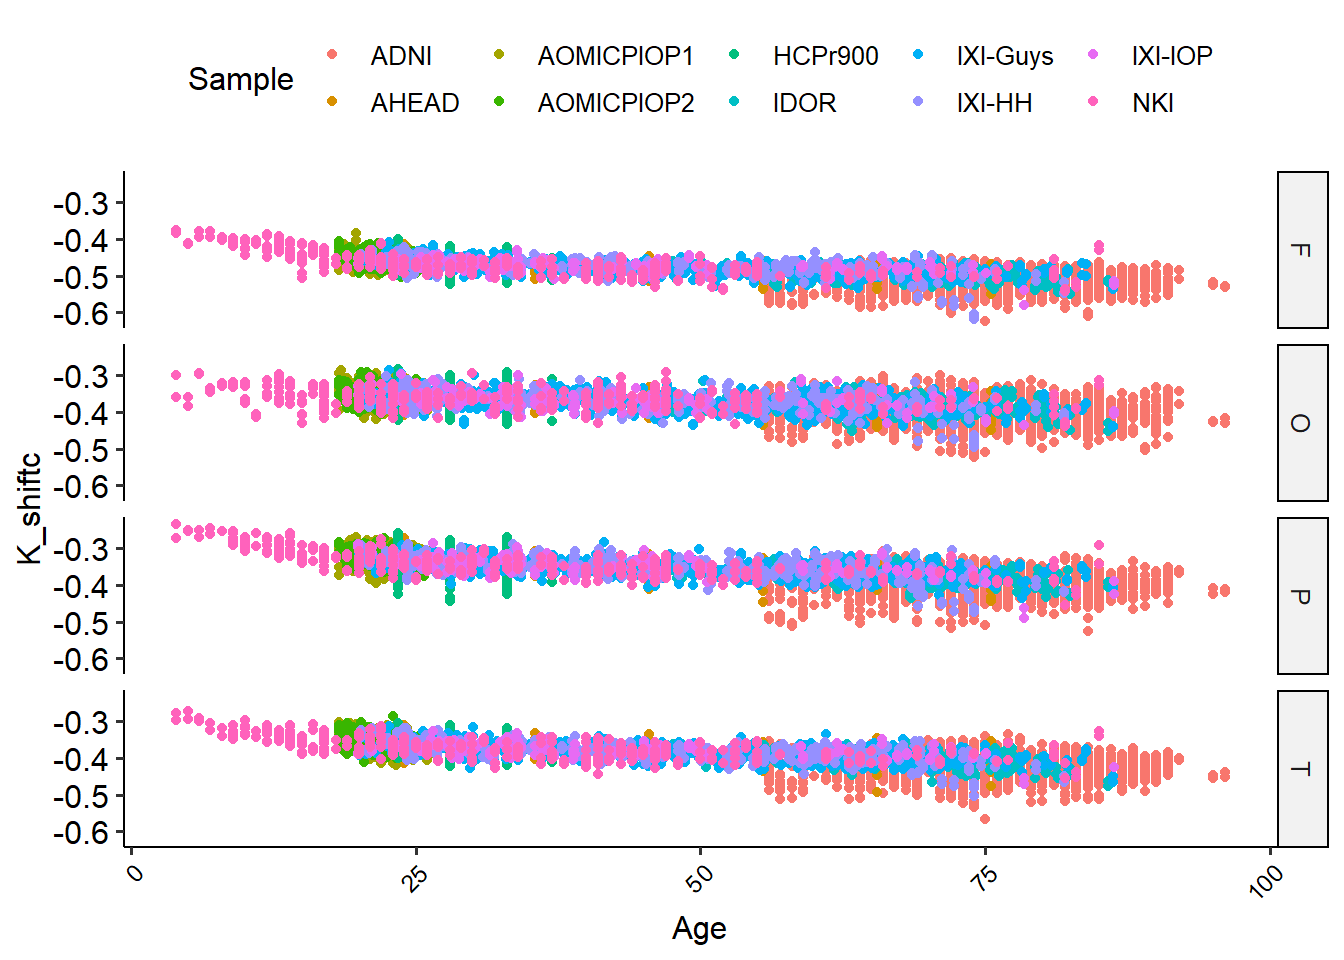 Sample
ADNI AOMICPIOP1 HCPr900 IXI-Guys IXI-IOP
AHEAD AOMICPIOP2 IDOR IXI-HH NKI
K_shiftc
-0.3
-0.4
-0.5
-0.6
F
-0.3
-0.4
-0.5
-0.6
O
-0.3
-0.4
-0.5
-0.6
P
-0.3
-0.4
-0.5
-0.6
T
0 25 50 75 100
Age